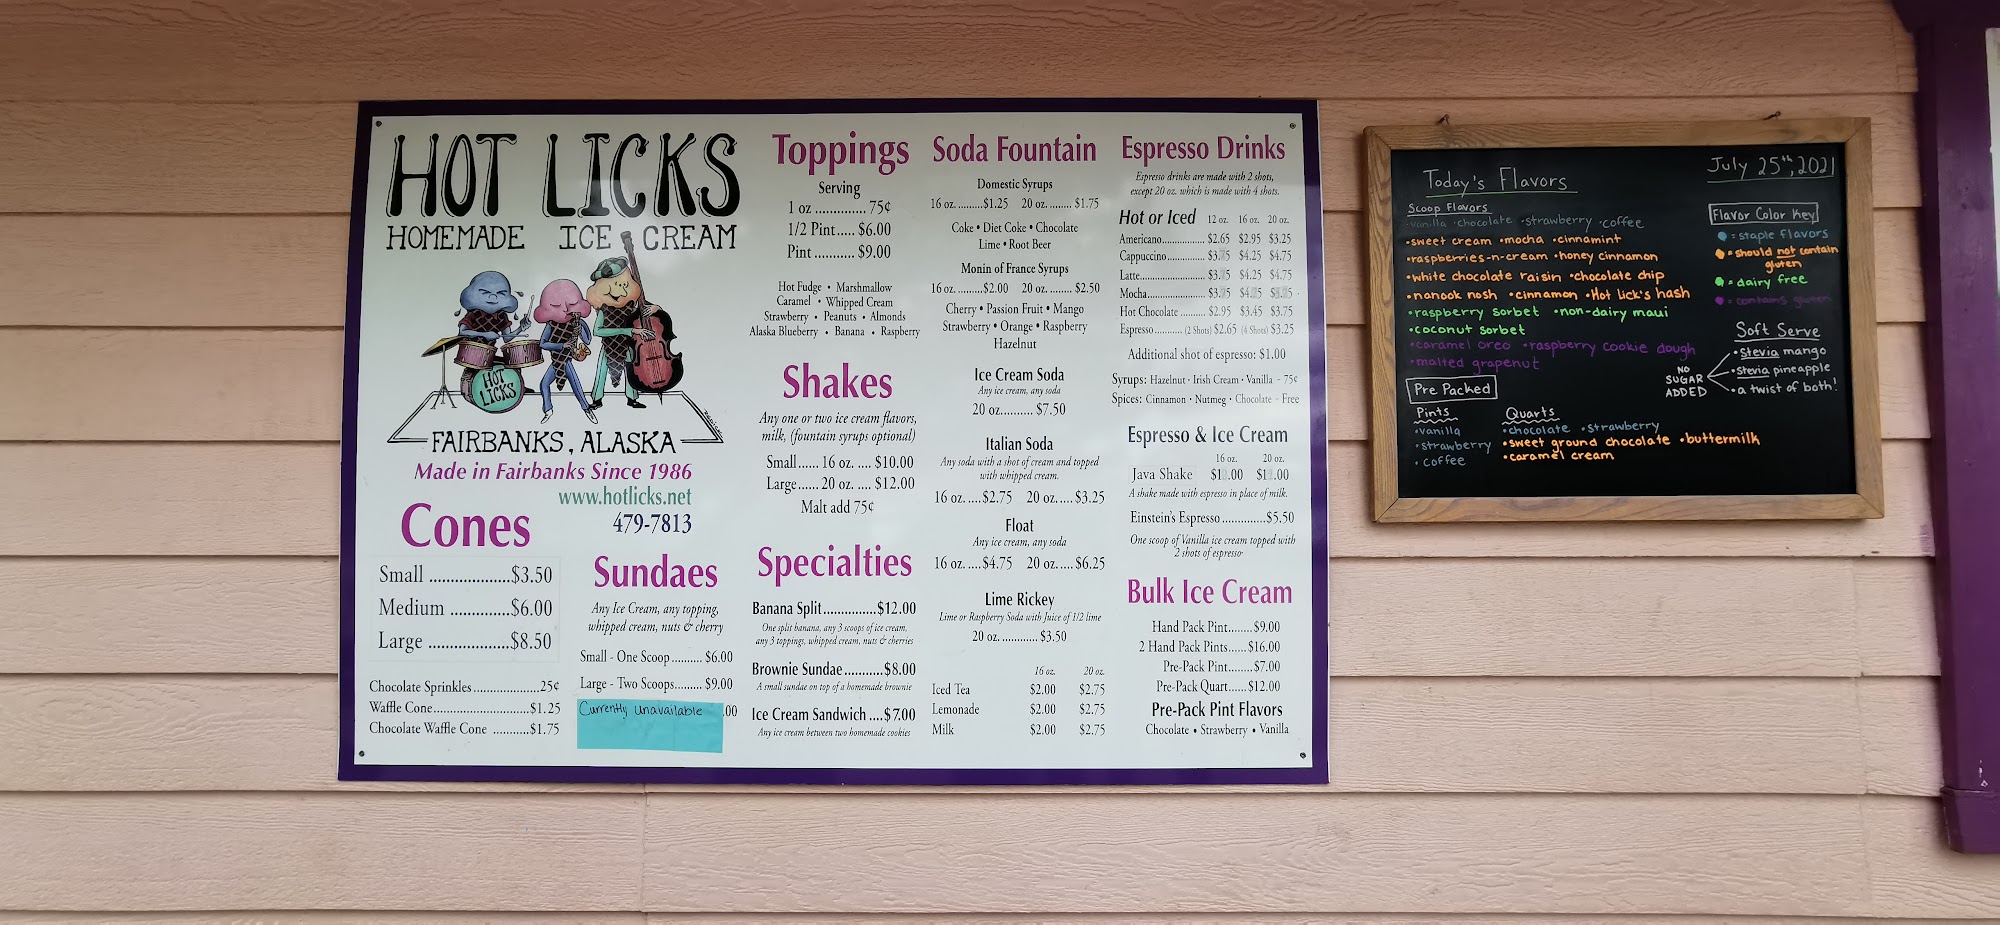 HOT LICKS
HOMEMADE ICE CREAM
HOT
LICKS
FAIRBANKS, ALASKA
Made in Fairbanks Since 1986
www.hotlicks.net
479-7813
Cones
Small ...................$3.50
Medium ..............$6.00
Large ...................$8.50
Chocolate Sprinkles....................25¢
Waffle Cone.............................$1.25
Chocolate Waffle Cone ...........$1.75
Sundaes
Any Ice Cream, any topping,
whipped cream, nuts & cherry
Small - One Scoop.......... $6.00
Large - Two Scoops......... $9.00
Currently Unavailable .00
Toppings
Serving
1 oz .............. 75¢
1/2 Pint..... $6.00
Pint ........... $9.00
Hot Fudge • Marshmallow
Caramel • Whipped Cream
Strawberry • Peanuts • Almonds
Alaska Blueberry • Banana • Raspberry
Shakes
Any one or two ice cream flavors,
milk, (fountain syrups optional)
Small...... 16 oz. .... $10.00
Large...... 20 oz. .... $12.00
Malt add 75¢
Specialties
Banana Split...............$12.00
One split banana, any 3 scoops of ice cream,
any 3 toppings, whipped cream, nuts & cherries
Brownie Sundae...........$8.00
A small sundae on top of a homemade brownie
Ice Cream Sandwich ....$7.00
Any ice cream between two homemade cookies
Soda Fountain
Domestic Syrups
16 oz. ........$1.25 20 oz. ........ $1.75
Coke • Diet Coke • Chocolate
Lime • Root Beer
Monin of France Syrups
16 oz. ........$2.00 20 oz. ........ $2.50
Cherry • Passion Fruit • Mango
Strawberry • Orange • Raspberry
Hazelnut
Ice Cream Soda
Any ice cream, any soda
20 oz.......... $7.50
Italian Soda
Any soda with a shot of cream and topped
with whipped cream.
16 oz.....$2.75 20 oz.....$3.25
Float
Any ice cream, any soda
16 oz.....$4.75 20 oz.....$6.25
Lime Rickey
Lime or Raspberry Soda with Juice of 1/2 lime
20 oz. ............ $3.50
16 oz. 20 oz.
Iced Tea $2.00 $2.75
Lemonade $2.00 $2.75
Milk $2.00 $2.75
Espresso Drinks
Espresso drinks are made with 2 shots,
except 20 oz. which is made with 4 shots.
Hot or Iced 12 oz. 16 oz. 20 oz.
Americano................ $2.65 $2.95 $3.25
Cappuccino.............. $3.75 $4.25 $4.75
Latte........................ $3.75 $4.25 $4.75
Mocha......................
Hot Chocolate ......... $2.95 $3.45 $3.75
Espresso.......... (2 Shots) $2.65 (4 Shots) $3.25
Additional shot of espresso: $1.00
Syrups: Hazelnut • Irish Cream • Vanilla - 75¢
Spices: Cinnamon • Nutmeg • Chocolate - Free
Espresso & Ice Cream
16 oz. 20 oz.
Java Shake
A shake made with espresso in place of milk.
Einstein's Espresso .............$5.50
One scoop of Vanilla ice cream topped with
2 shots of espresso
Bulk Ice Cream
Hand Pack Pint........$9.00
2 Hand Pack Pints......$16.00
Pre-Pack Pint........$7.00
Pre-Pack Quart......$12.00
Pre-Pack Pint Flavors
Chocolate • Strawberry • Vanilla
July 25th, 2021
Today's Flavors
Scoop Flavors
•vanilla •chocolate •strawberry •coffee
•sweet cream •mocha •cinnamint
•raspberries-n-cream •honey cinnamon
•white chocolate raisin •chocolate chip
•nanook nosh •cinnamon •Hot Lick's hash
•raspberry sorbet •non-dairy maui
•coconut sorbet
•caramel oreo •raspberry cookie dough
•malted grapenut
Flavor Color Key
= staple flavors
= should not contain
gluten
= dairy free
= contains gluten
Soft Serve
NO
SUGAR
ADDED
• stevia mango
• stevia pineapple
• a twist of both!
Pre Packed
Pints
•vanilla
•strawberry
•coffee
Quarts
•chocolate •strawberry
•sweet ground chocolate •buttermilk
•caramel cream